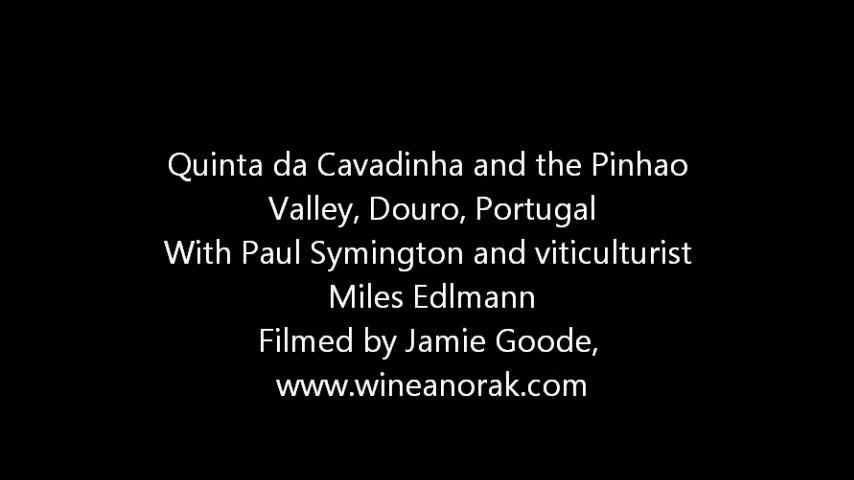 Quinta da Cavadinha and the Pinhao
Valley, Douro, Portugal
With Paul Symington and viticulturist
Miles Edlmann
Filmed by Jamie Goode,
www.wineanorak.com